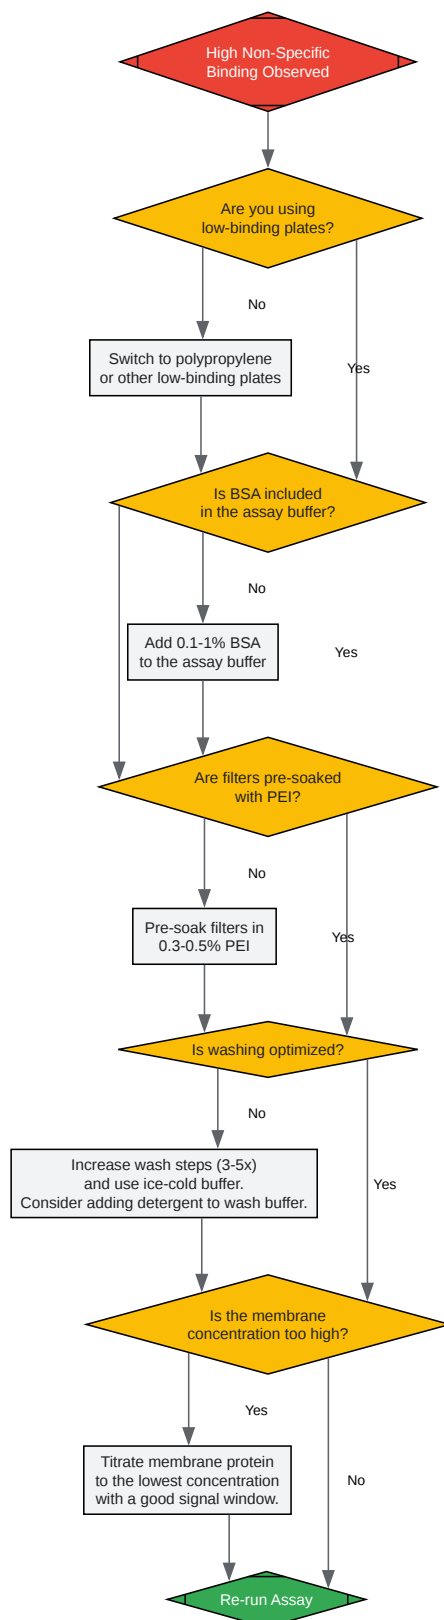 High Non-Specific
Binding Observed
Are you using
low-binding plates?
No
Switch to polypropylene
or other low-binding plates
Yes
Is BSA included
in the assay buffer?
No
Add 0.1-1% BSA
to the assay buffer
Yes
Are filters pre-soaked
with PEI?
No
Pre-soak filters in
0.3-0.5% PEI
Yes
Is washing optimized?
No
Increase wash steps (3-5x)
and use ice-cold buffer.
Consider adding detergent to wash buffer.
Yes
Is the membrane
concentration too high?
Yes
Titrate membrane protein
to the lowest concentration
with a good signal window.
No
Re-run Assay